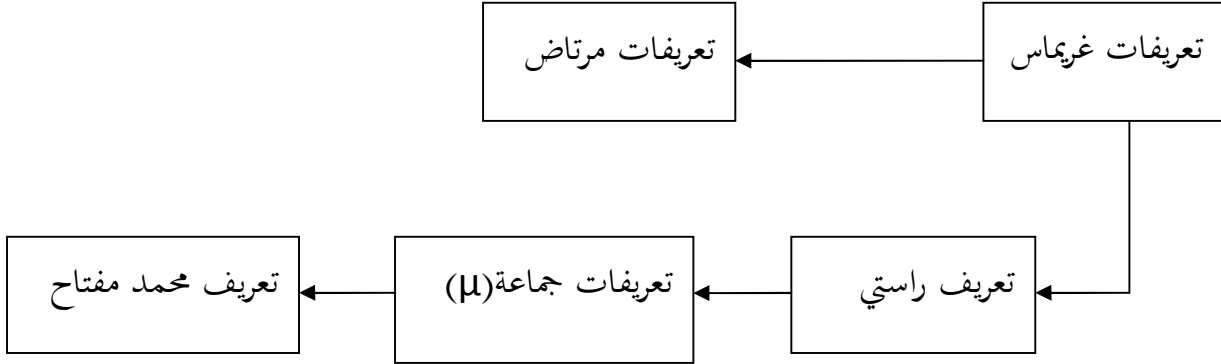 تعريفات غريماس
تعريفات مرتاض
تعريف راستي
تعريفات جماعة(μ)
تعريف محمد مفتاح